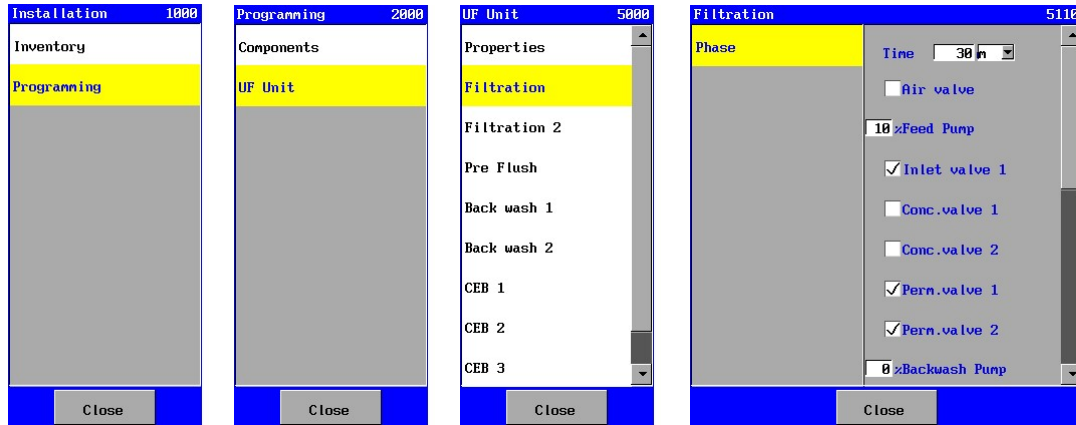 Installation 1000
Inventory
Programming
Close
Programming 2000
Components
UF Unit
Close
UF Unit 5000
Properties
Filtration
Filtration 2
Pre Flush
Back wash 1
Back wash 2
CEB 1
CEB 2
CEB 3
Close
Filtration 5110
Phase
Time 30 m
Air valve
10 %Feed Pump
Inlet valve 1
Conc.valve 1
Conc.valve 2
Perm.valve 1
Perm.valve 2
0 %Backwash Pump
Close